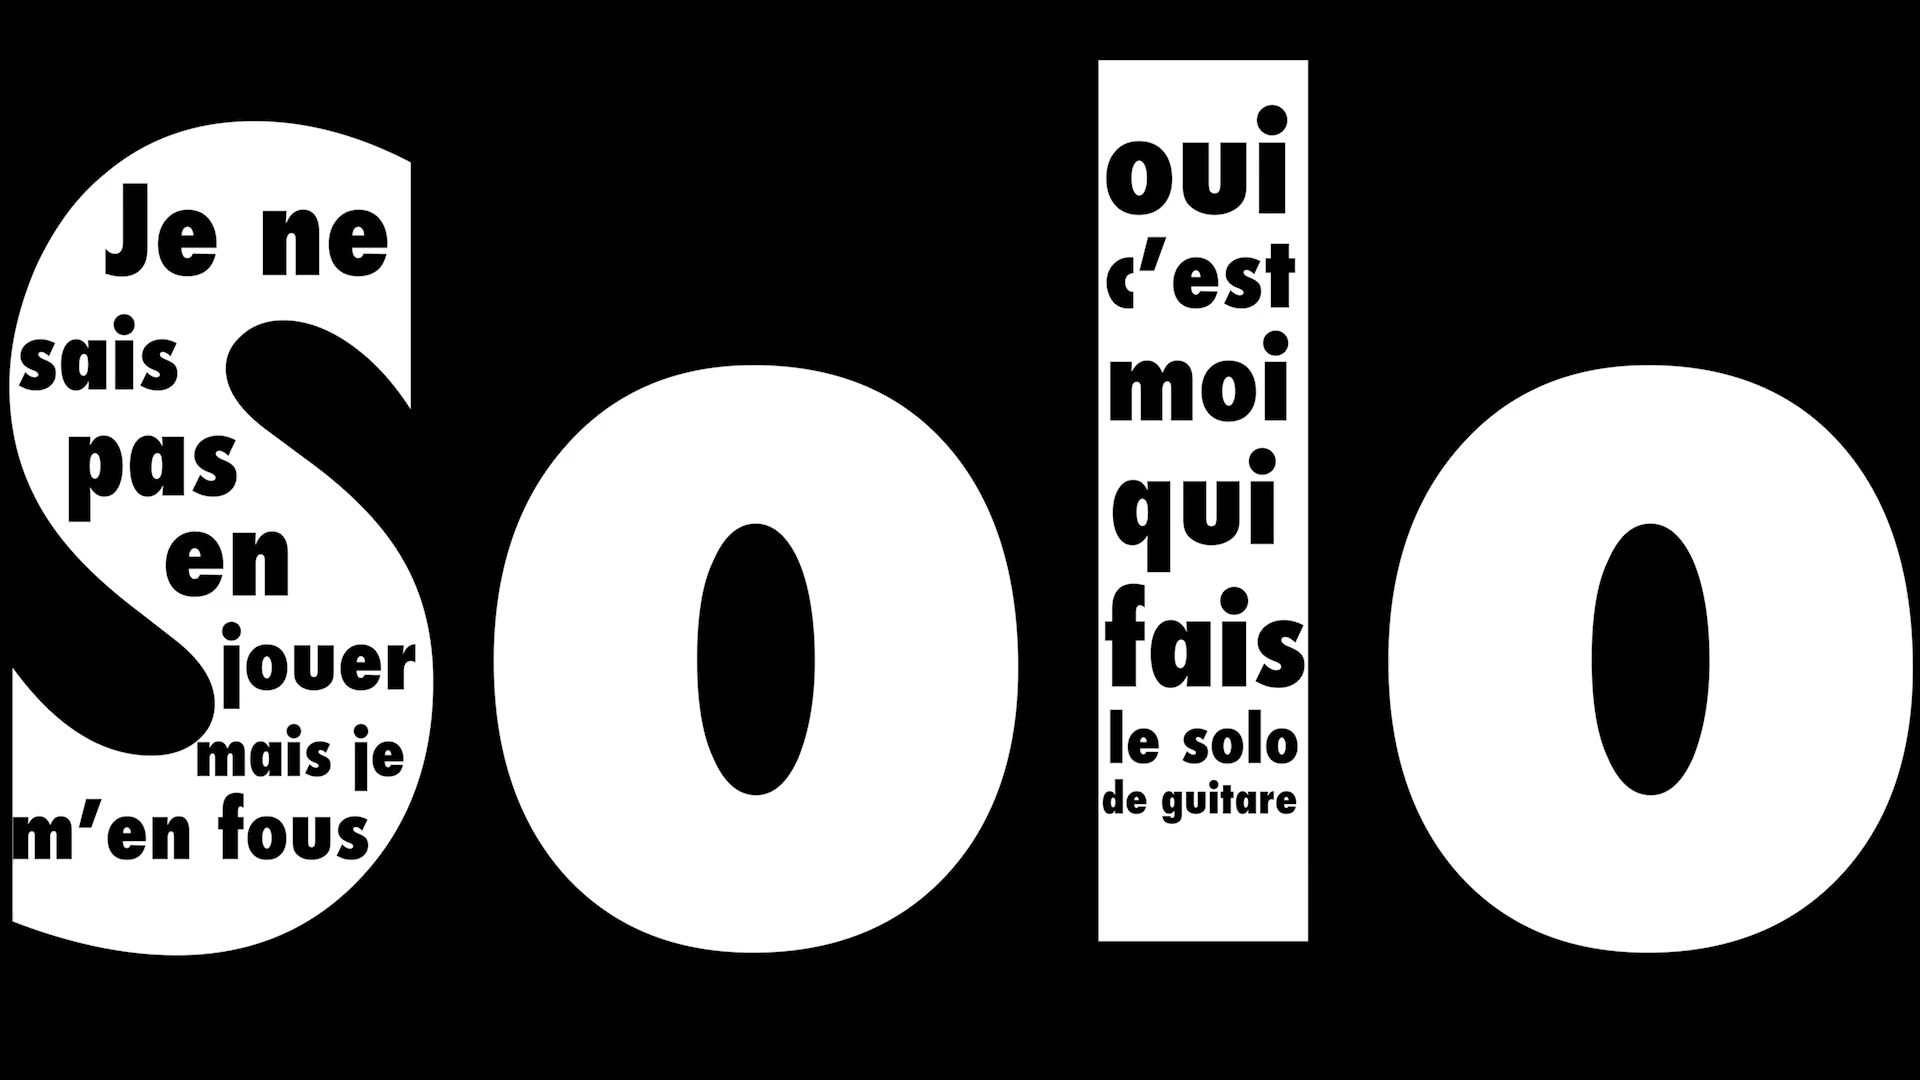 Solo
Je ne
sais
pas
en
jouer
mais je
m'en fous
oui
c'est
moi
qui
fais
le solo
de guitare